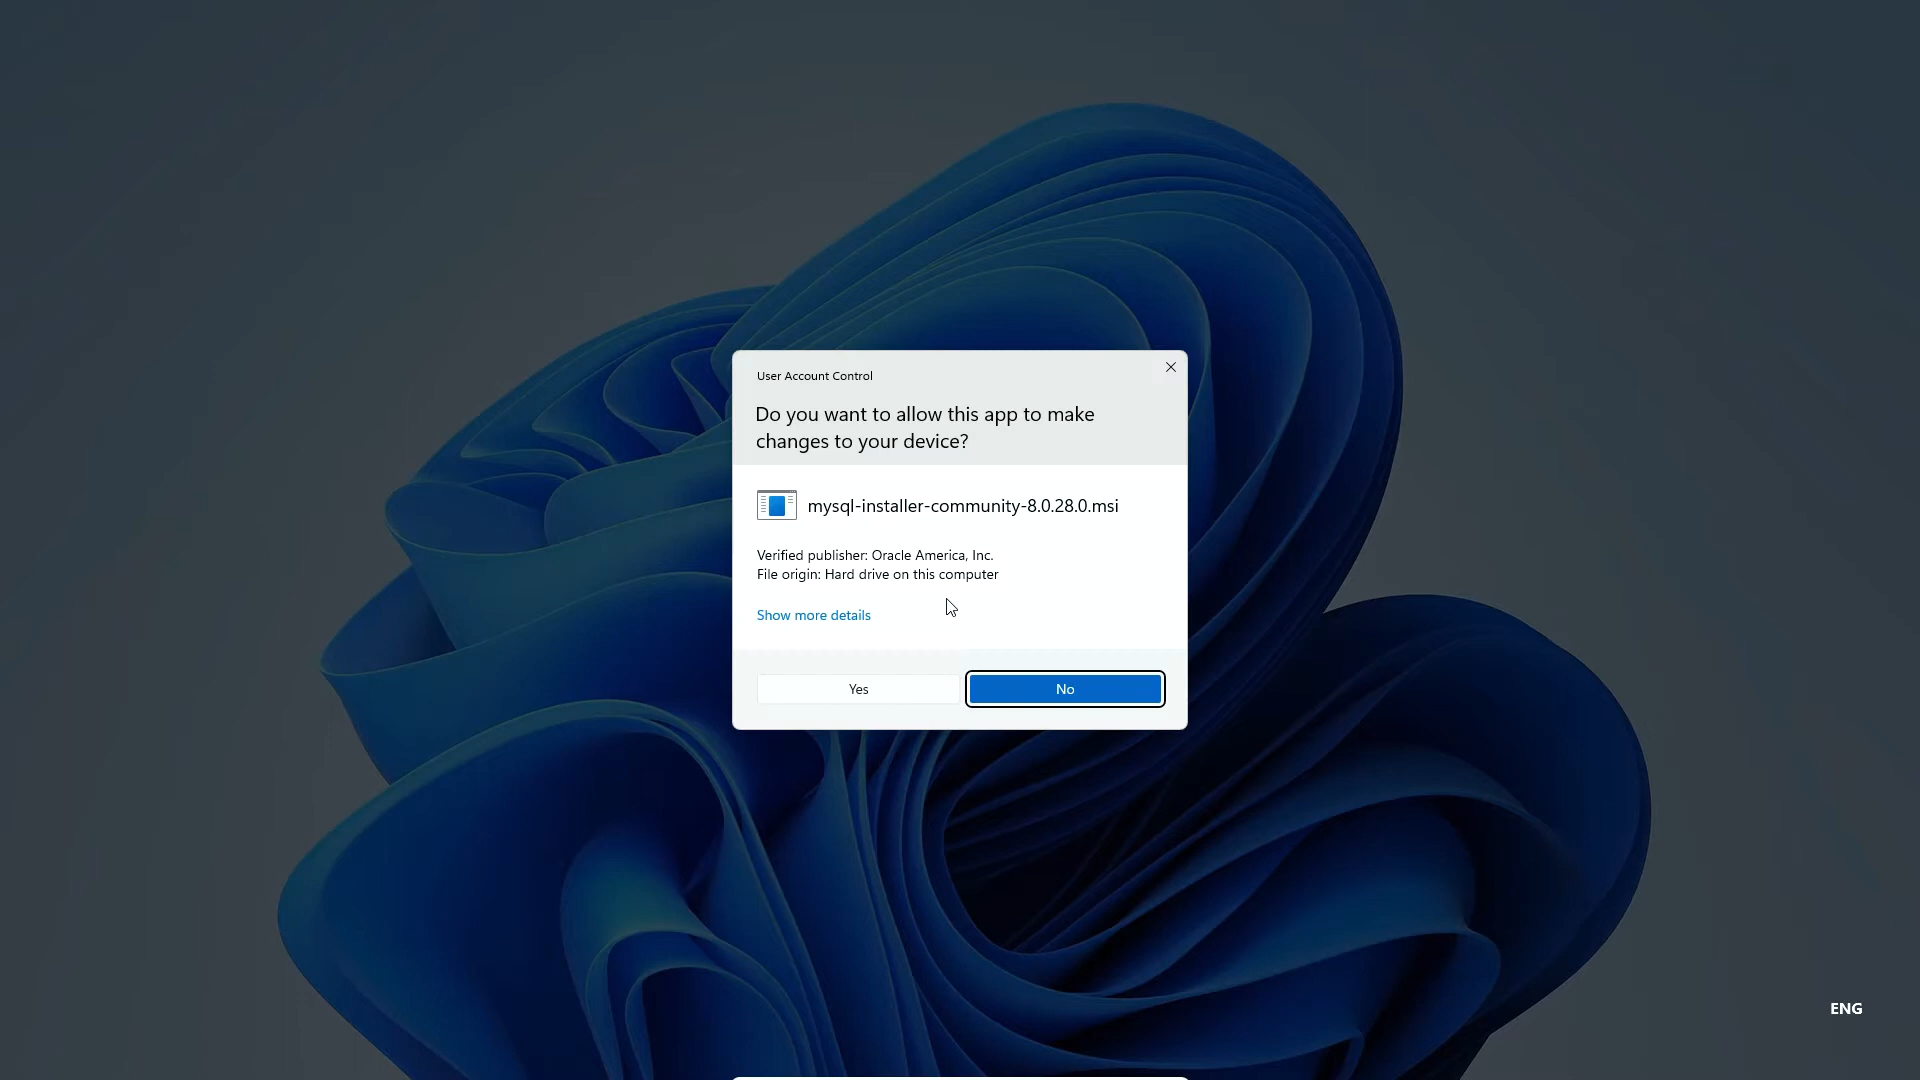 User Account Control
Do you want to allow this app to make
changes to your device?
mysql-installer-community-8.0.28.0.msi
Verified publisher: Oracle America, Inc.
File origin: Hard drive on this computer
Show more details
Yes
No
ENG